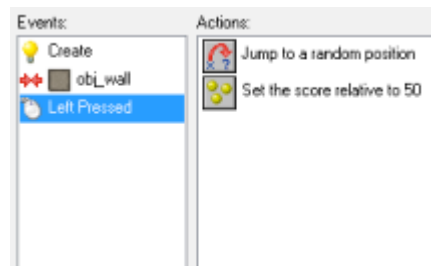 Events:
Create
obj_wall
Left Pressed
Actions:
Jump to a random position
Set the score relative to 50